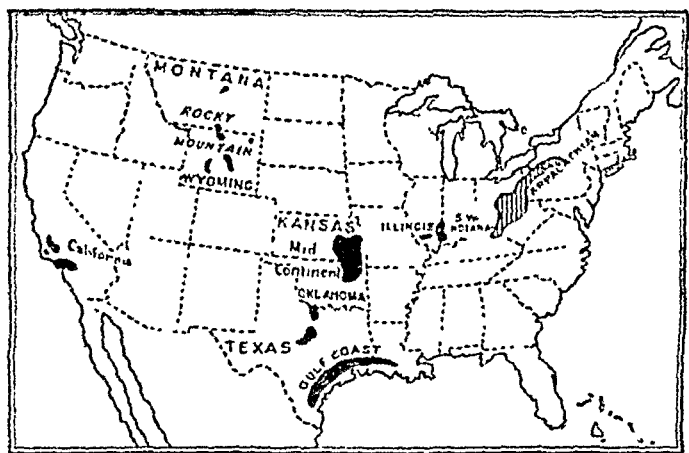 MONTANA
ROCKY
MOUNTAIN
WYOMING
APPALACHIAN
KANSAS
ILLINOIS
S.W.
INDIANA
Mid
California
Continent
OKLAHOMA
TEXAS
GULF COAST